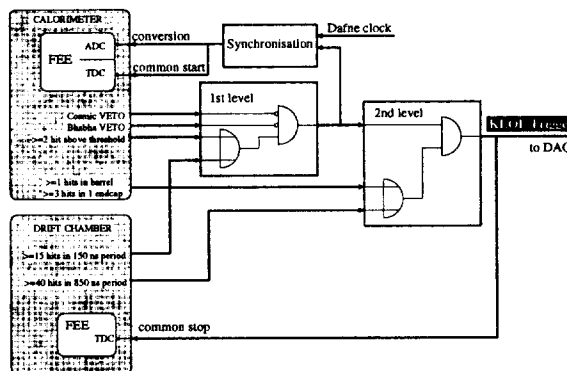 CALORIMETER
FEE
ADC
TDC
conversion
common start
Synchronisation
Dafne clock
Cosmic VETO
Bhabha VETO
>=2 hit above threshold
1st level
2nd level
KLOE Trigger
to DAQ
>=1 hits in barrel
>=3 hits in 1 endcap
DRIFT CHAMBER
>=15 hits in 150 ns period
>=40 hits in 850 ns period
FEE
TDC
common stop